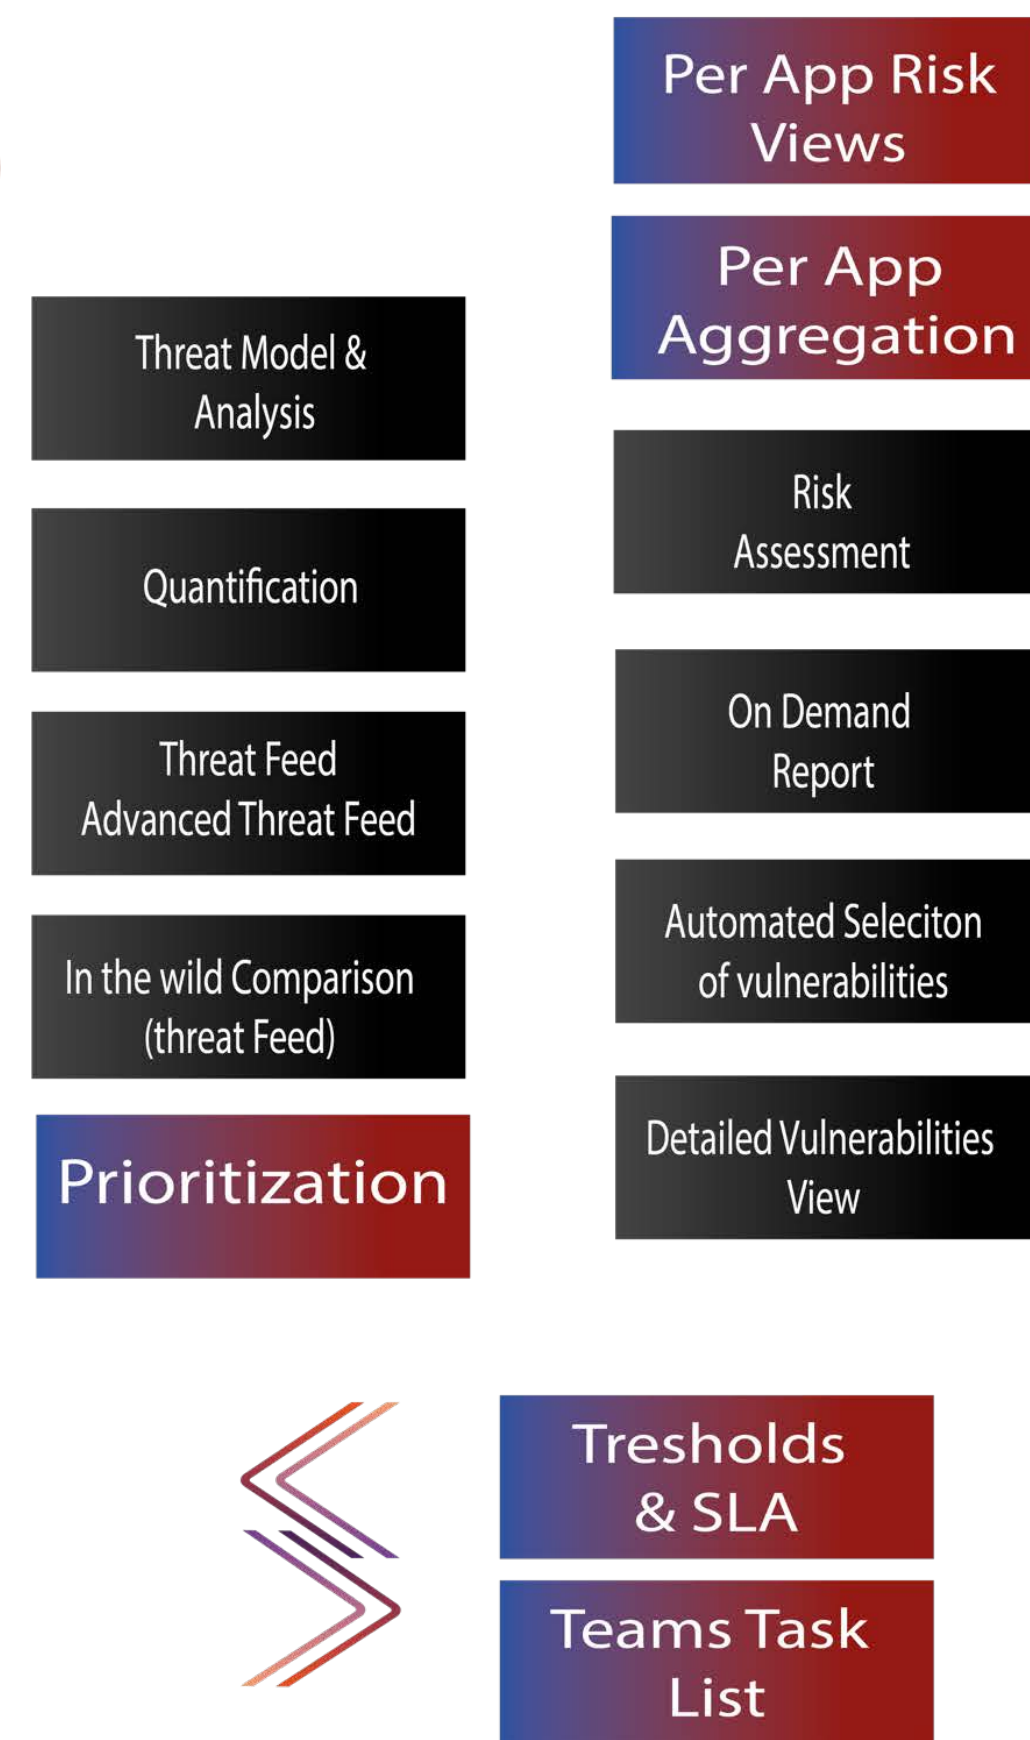 Per App Risk
Views
Per App
Aggregation
Threat Model &
Analysis
Quantification
Threat Feed
Advanced Threat Feed
In the wild Comparison
(threat Feed)
Prioritization
Risk
Assessment
On Demand
Report
Automated Seleciton
of vulnerabilities
Detailed Vulnerabilities
View
Tresholds
& SLA
Teams Task
List